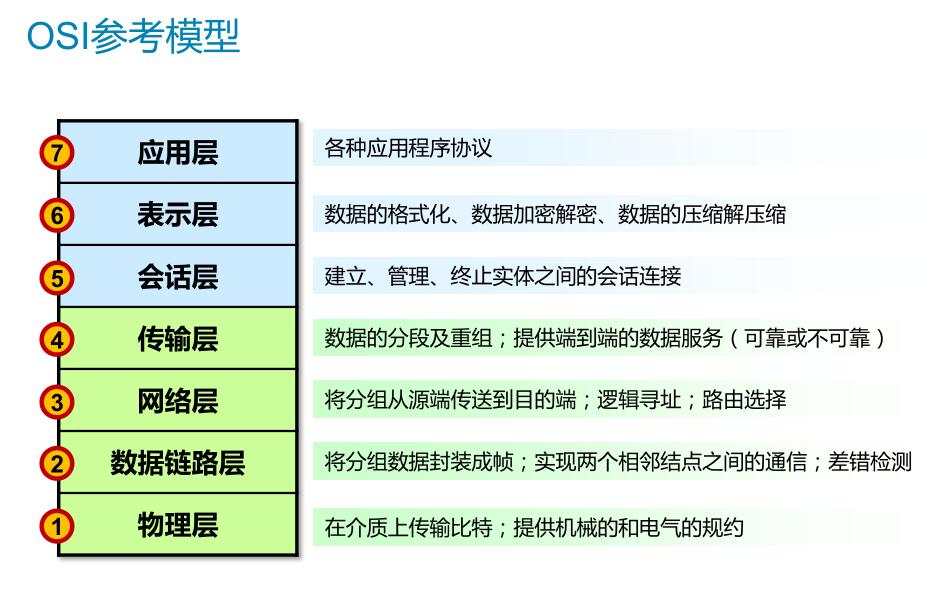 OSI参考模型
7 应用层 各种应用程序协议
6 表示层 数据的格式化、数据加密解密、数据的压缩解压缩
5 会话层 建立、管理、终止实体之间的会话连接
4 传输层 数据的分段及重组；提供端到端的数据服务（可靠或不可靠）
3 网络层 将分组从源端传送到目的端；逻辑寻址；路由选择
2 数据链路层 将分组数据封装成帧；实现两个相邻结点之间的通信；差错检测
1 物理层 在介质上传输比特；提供机械的和电气的规约